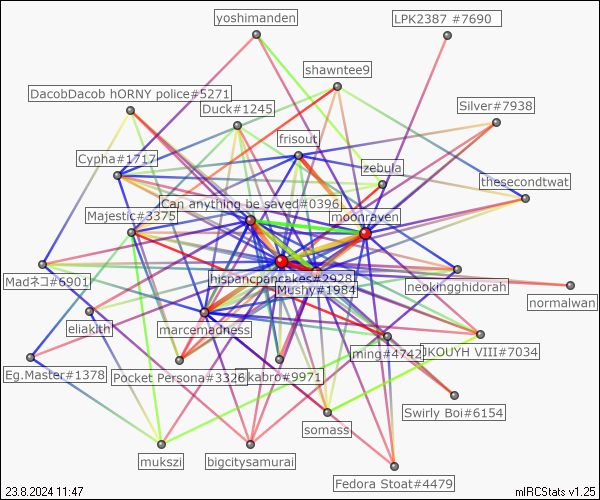 yoshimanden
LPK2387 #7690
shawntee9
DacobDacob hORNY police#5271
Duck#1245
Silver#7938
frisout
Cypha#1717
zebula
thesecondtwat
Can anything be saved#0396
Majestic#3375
moonraven
Madネコ#6901
hispancpancakes#2928
neokingghidorah
Mushy#1984
normalwan
eliakith
marcemadness
ming#4742
JKOUYH VIII#7034
Eg.Master#1378
Pocket Persona#3326
kabro#9971
Swirly Boi#6154
somass
mukszi
bigcitysamurai
Fedora Stoat#4479
23.8.2024 11:47
mIRCStats v1.25